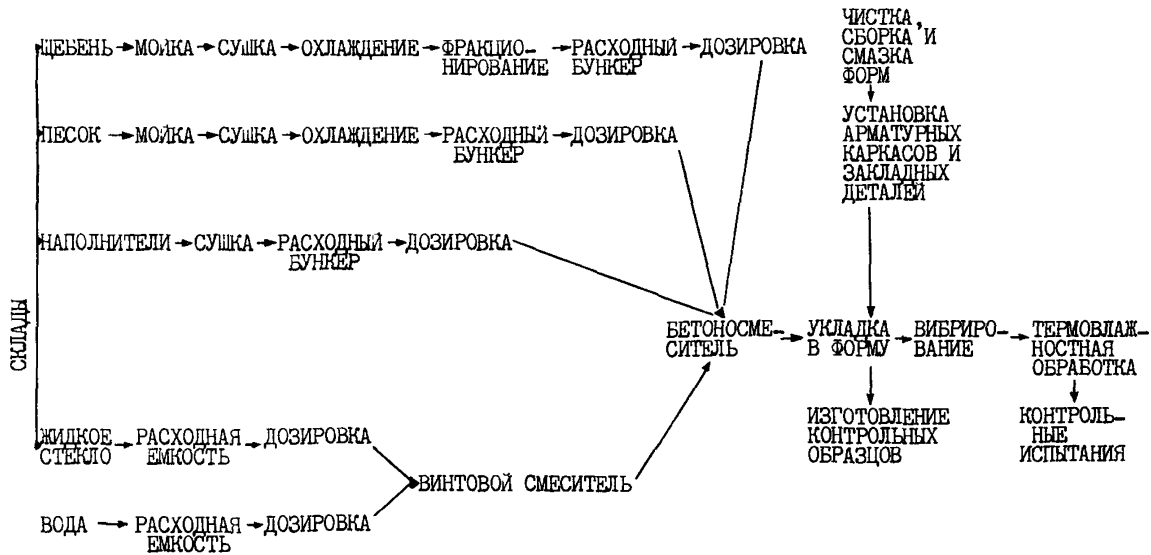 ЧИСТКА,
СБОРКА И
СМАЗКА
ФОРМ
ЩЕБЕНЬ МОЙКА СУШКА ОХЛАЖДЕНИЕ ФРАКЦИО-
НИРОВАНИЕ РАСХОДНЫЙ
БУНКЕР ДОЗИРОВКА
УСТАНОВКА
АРМАТУРНЫХ
КАРКАСОВ И
ЗАКЛАДНЫХ
ДЕТАЛЕЙ
ПЕСОК МОЙКА СУШКА ОХЛАЖДЕНИЕ РАСХОДНЫЙ
БУНКЕР ДОЗИРОВКА
НАПОЛНИТЕЛИ СУШКА РАСХОДНЫЙ
БУНКЕР ДОЗИРОВКА
СКЛАДЫ
БЕТОНОСМЕ-
СИТЕЛЬ
УКЛАДКА
В ФОРМУ
ВИБРИРО-
ВАНИЕ
ТЕРМОВЛАЖ-
НОСТНАЯ
ОБРАБОТКА
ИЗГОТОВЛЕНИЕ
КОНТРОЛЬНЫХ
ОБРАЗЦОВ
КОНТРОЛЬ-
НЫЕ
ИСПЫТАНИЯ
ЖИДКОЕ
СТЕКЛО
РАСХОДНАЯ
ЕМКОСТЬ
ДОЗИРОВКА
ВИНТОВОЙ СМЕСИТЕЛЬ
ВОДА
РАСХОДНАЯ
ЕМКОСТЬ
ДОЗИРОВКА